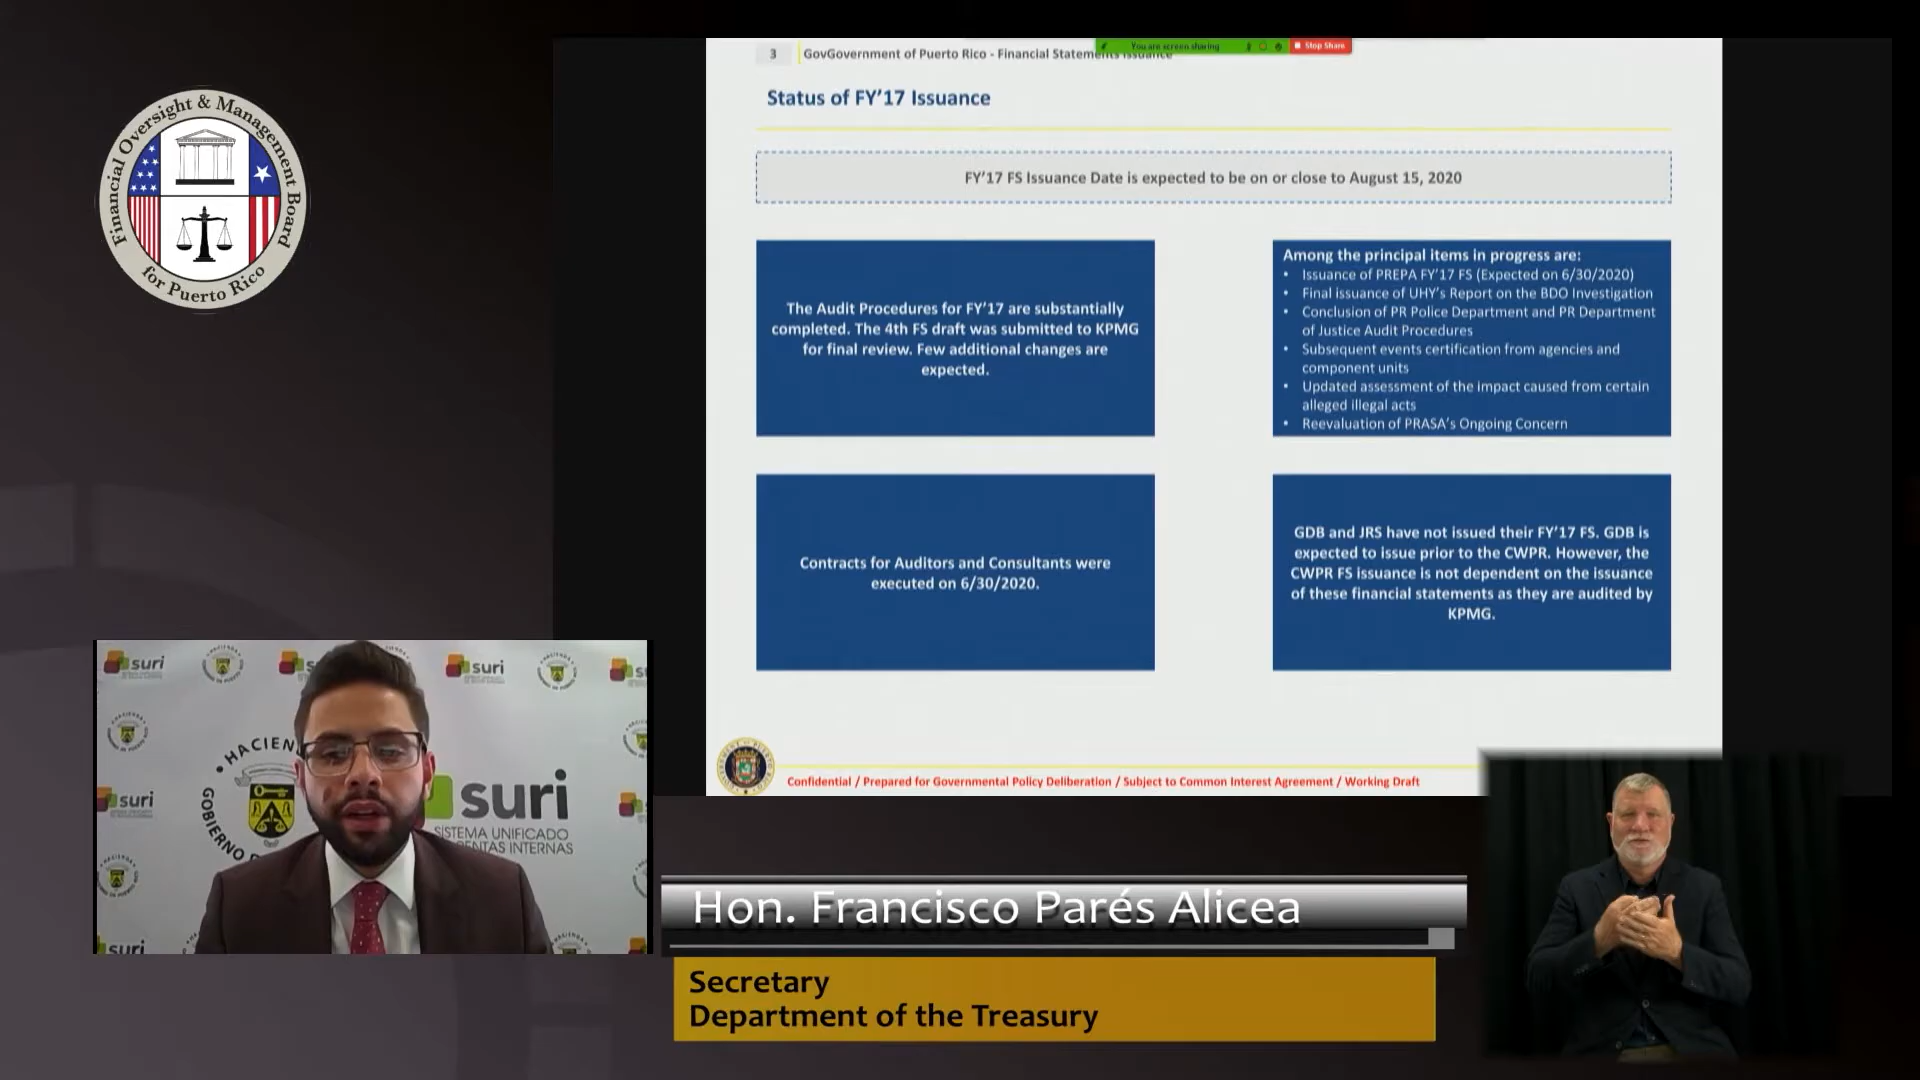 Financial Oversight & Management Board
for Puerto Rico
3
GovGovernment of Puerto Rico - Financial Statements Issuance
You are screen sharing
Stop Share
Status of FY'17 Issuance
FY'17 FS Issuance Date is expected to be on or close to August 15, 2020
The Audit Procedures for FY'17 are substantially
completed. The 4th FS draft was submitted to KPMG
for final review. Few additional changes are
expected.
Among the principal items in progress are:
• Issuance of PREPA FY'17 FS (Expected on 6/30/2020)
• Final issuance of UHY's Report on the BDO Investigation
• Conclusion of PR Police Department and PR Department
of Justice Audit Procedures
• Subsequent events certification from agencies and
component units
• Updated assessment of the impact caused from certain
alleged illegal acts
• Reevaluation of PRASA's Ongoing Concern
Contracts for Auditors and Consultants were
executed on 6/30/2020.
GDB and JRS have not issued their FY'17 FS. GDB is
expected to issue prior to the CWPR. However, the
CWPR FS issuance is not dependent on the issuance
of these financial statements as they are audited by
KPMG.
Confidential / Prepared for Governmental Policy Deliberation / Subject to Common Interest Agreement / Working Draft
suri
suri
suri
suri
GOBIERNO
suri
SISTEMA UNIFICADO
RENTAS INTERNAS
Hon. Francisco Parés Alicea
Secretary
Department of the Treasury